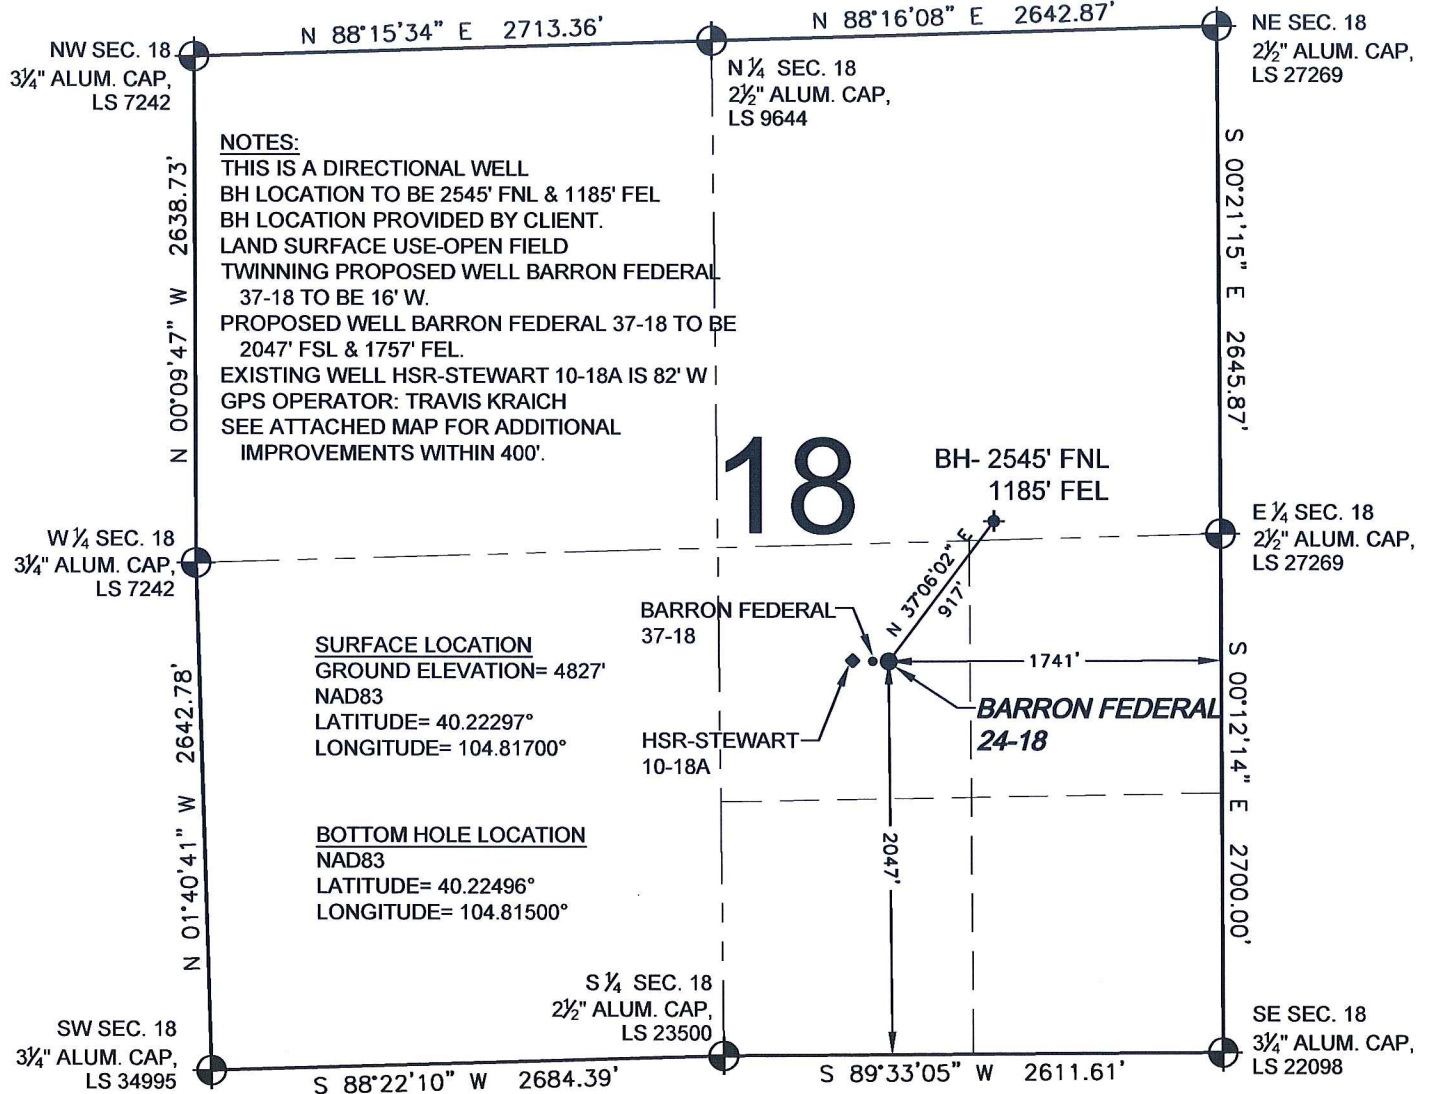 N 88°15'34" E 2713.36'
N 88°16'08" E 2642.87'
NW SEC. 18
3¼" ALUM. CAP,
LS 7242
N ¼ SEC. 18
2½" ALUM. CAP,
LS 9644
NE SEC. 18
2½" ALUM. CAP,
LS 27269
NOTES:
THIS IS A DIRECTIONAL WELL
BH LOCATION TO BE 2545' FNL & 1185' FEL
BH LOCATION PROVIDED BY CLIENT.
LAND SURFACE USE-OPEN FIELD
TWINNING PROPOSED WELL BARRON FEDERAL
37-18 TO BE 16' W.
PROPOSED WELL BARRON FEDERAL 37-18 TO BE
2047' FSL & 1757' FEL.
EXISTING WELL HSR-STEWART 10-18A IS 82' W
GPS OPERATOR: TRAVIS KRAICH
SEE ATTACHED MAP FOR ADDITIONAL
IMPROVEMENTS WITHIN 400'.
N 00°09'47" W 2638.73'
S 00°21'15" E 2645.87'
18
BH- 2545' FNL
1185' FEL
W ¼ SEC. 18
3¼" ALUM. CAP,
LS 7242
E ¼ SEC. 18
2½" ALUM. CAP,
LS 27269
N 37°06'02" E
917'
BARRON FEDERAL
37-18
1741'
BARRON FEDERAL
24-18
HSR-STEWART
10-18A
2047'
SURFACE LOCATION
GROUND ELEVATION= 4827'
NAD83
LATITUDE= 40.22297°
LONGITUDE= 104.81700°
BOTTOM HOLE LOCATION
NAD83
LATITUDE= 40.22496°
LONGITUDE= 104.81500°
N 01°40'41" W 2642.78'
S 00°12'14" E 2700.00'
SW SEC. 18
3¼" ALUM. CAP,
LS 34995
S ¼ SEC. 18
2½" ALUM. CAP,
LS 23500
SE SEC. 18
3¼" ALUM. CAP,
LS 22098
S 88°22'10" W 2684.39'
S 89°33'05" W 2611.61'